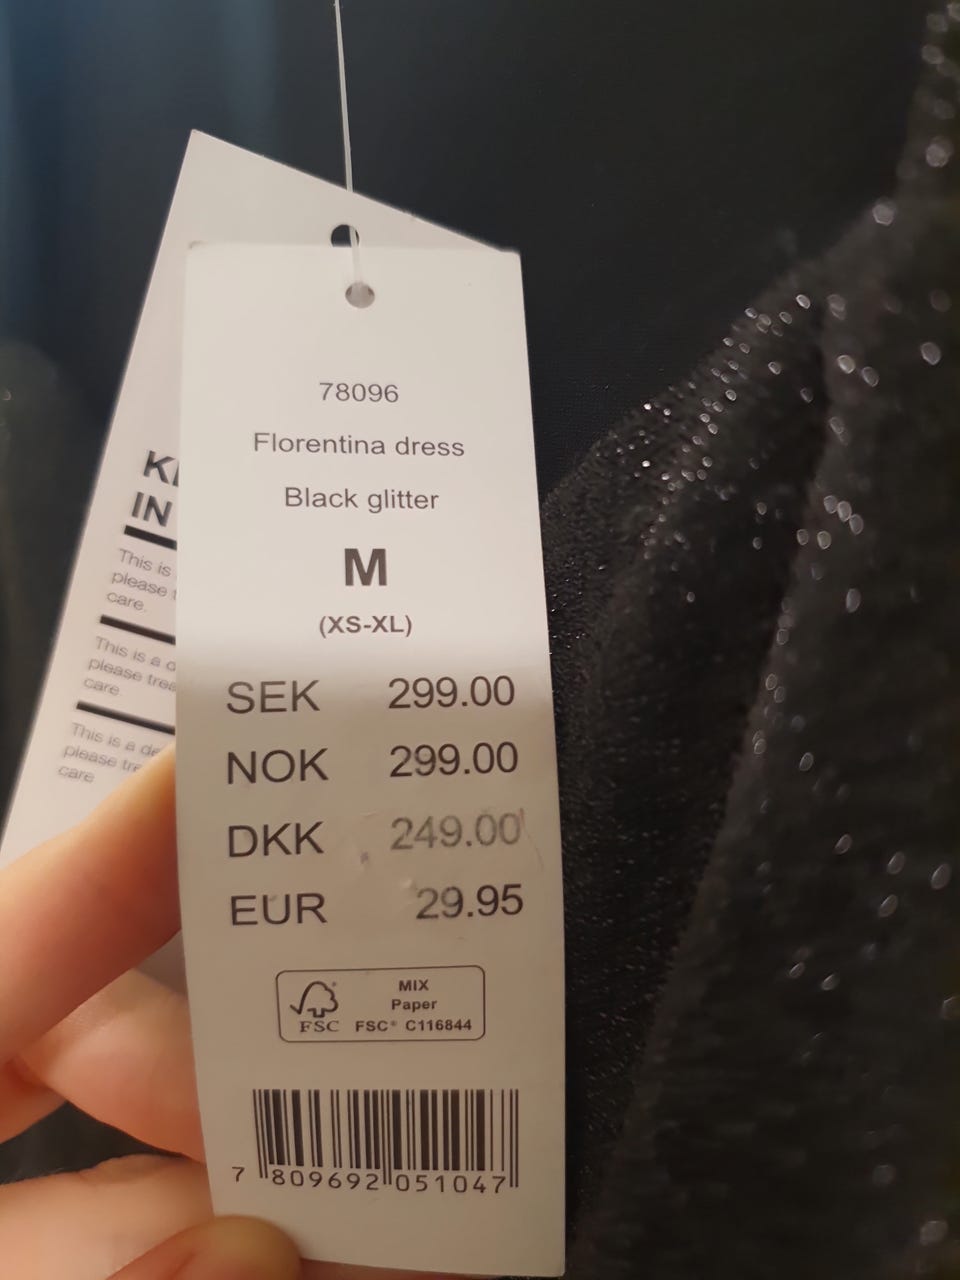 78096
Florentina dress
Black glitter
M
(XS-XL)
SEK 299.00
NOK 299.00
DKK 249.00
EUR 29.95
MIX
Paper
FSC FSC® C116844
7 809692 051047
IN
This is
please
care.
This is a
please
care.
This is a
please
care